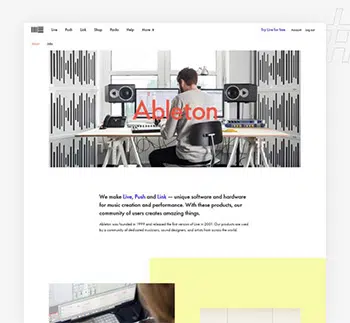 Live Push Link Shop Packs Help More +
Try Live for free Account Log out
About Jobs
Ableton
We make Live, Push and Link — unique software and hardware
for music creation and performance. With these products, our
community of users creates amazing things.
Ableton was founded in 1999 and released the first version of Live in 2001. Our products are used
by a community of dedicated musicians, sound designers, and artists from across the world.
#